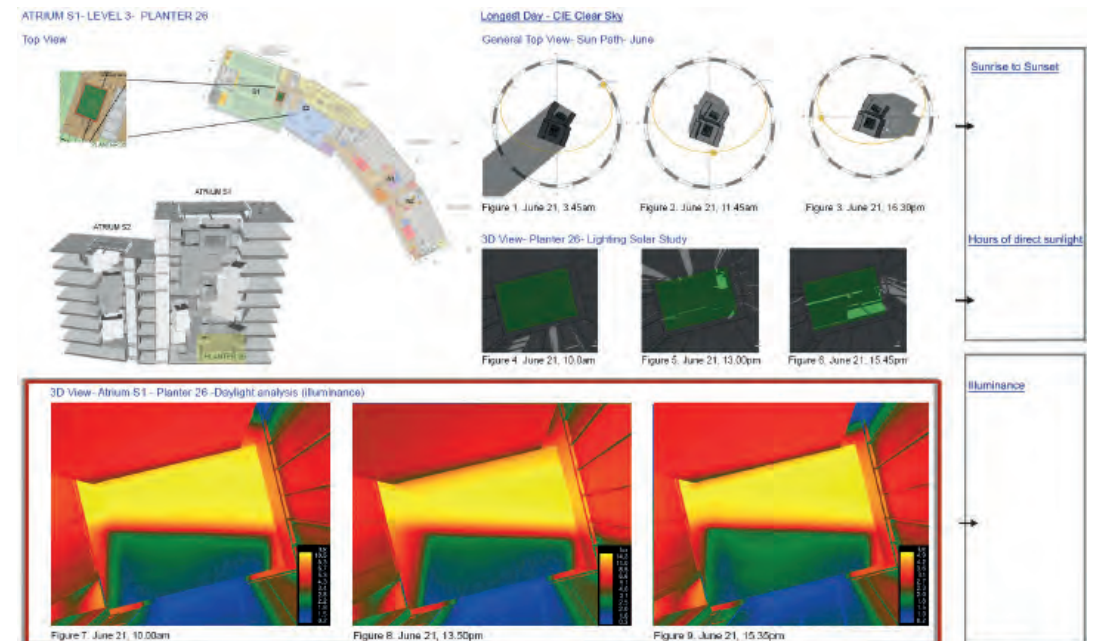 ATRIUM S1- LEVEL 3- PLANTER 26
Top View
S1
S2
ATRIUM S1
ATRIUM S2
Longest Day - CIE Clear Sky
General Top View- Sun Path- June
Figure 1. June 21, 3.45am
Figure 2. June 21, 11.45am
Figure 3. June 21, 16.30pm
3D View- Planter 26- Lighting Solar Study
Figure 4. June 21, 10.0am
Figure 5. June 21, 13.00pm
Figure 6. June 21, 15.45pm
Sunrise to Sunset
Hours of direct sunlight
Illuminance
3D View- Atrium S1 - Planter 26 -Daylight analysis (illuminance)
Figure 7. June 21, 10.00am
Figure 8. June 21, 13.50pm
Figure 9. June 21, 15.35pm